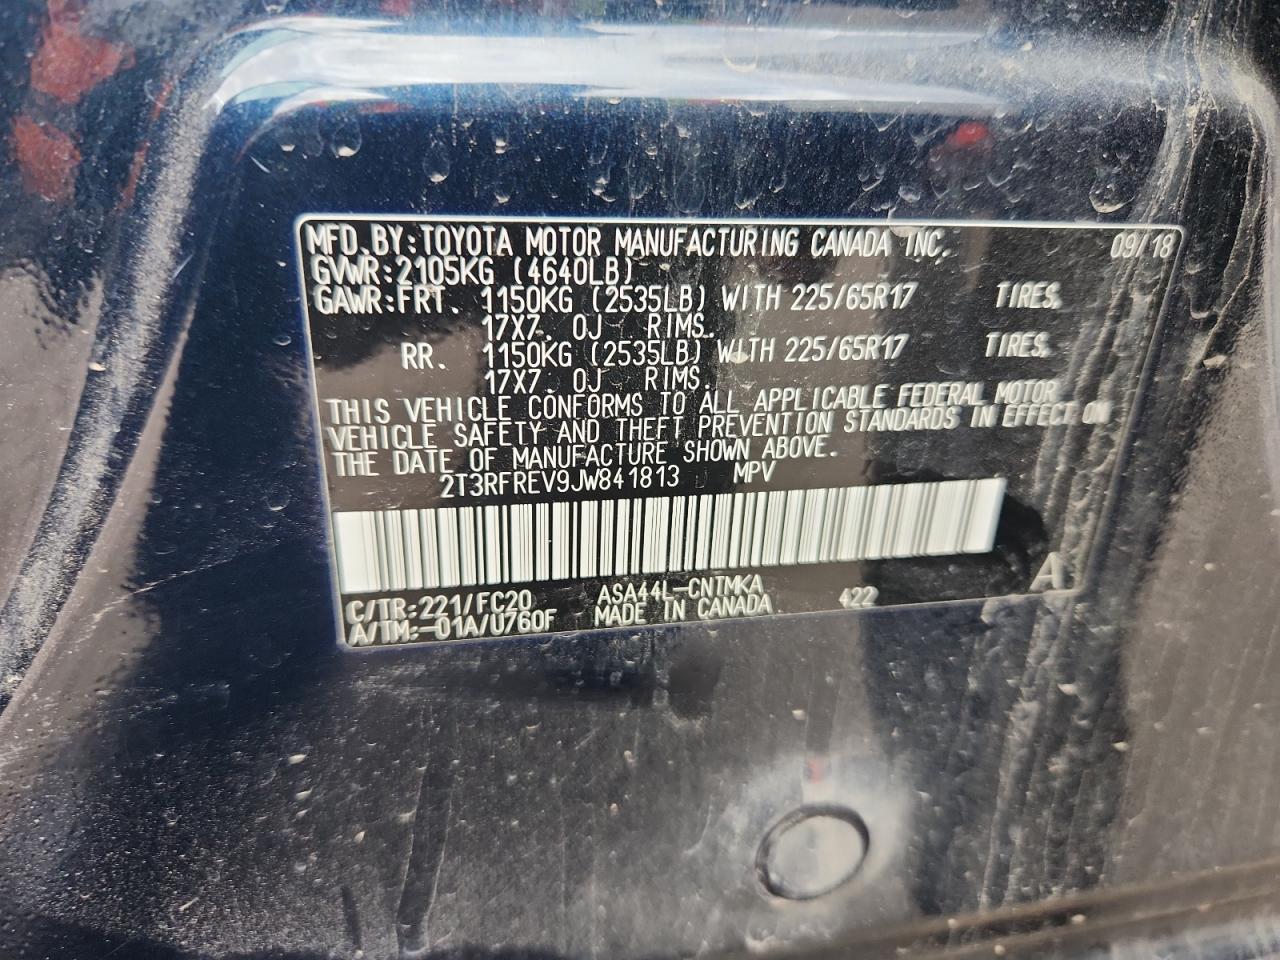 MFD. BY: TOYOTA MOTOR MANUFACTURING CANADA INC. 09/18
GVWR: 2105KG (4640LB)
GAWR: FRT. 1150KG (2535LB) WITH 225/65R17 TIRES,
17X7. 0J RIMS.
RR. 1150KG (2535LB) WITH 225/65R17 TIRES,
17X7. 0J RIMS.
THIS VEHICLE CONFORMS TO ALL APPLICABLE FEDERAL MOTOR
VEHICLE SAFETY AND THEFT PREVENTION STANDARDS IN EFFECT ON
THE DATE OF MANUFACTURE SHOWN ABOVE.
2T3RFREV9JW841813 MPV
C/TR: 221/FC20 ASA44L-CNTMKA 422 A
A/TM: -01A/U760F MADE IN CANADA